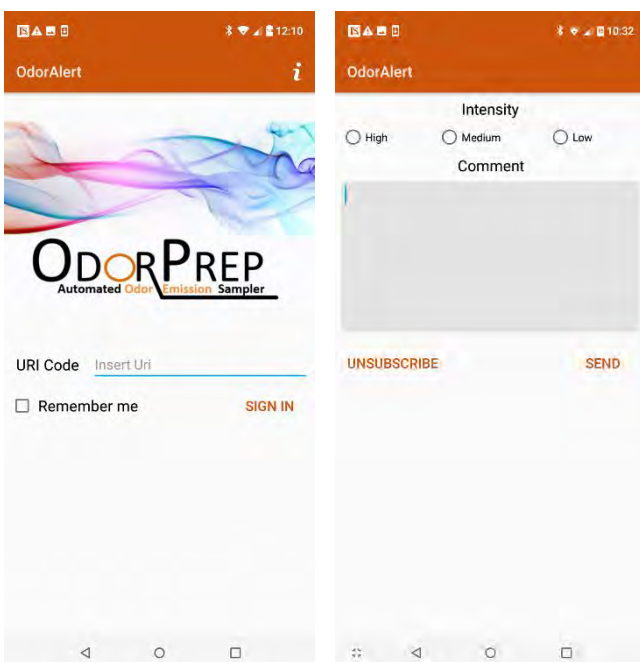 12:10
OdorAlert
i
ODORPREP
Automated Odor Emission Sampler
URI Code Insert Uri
Remember me SIGN IN
10:32
OdorAlert
Intensity
High Medium Low
Comment
UNSUBSCRIBE SEND